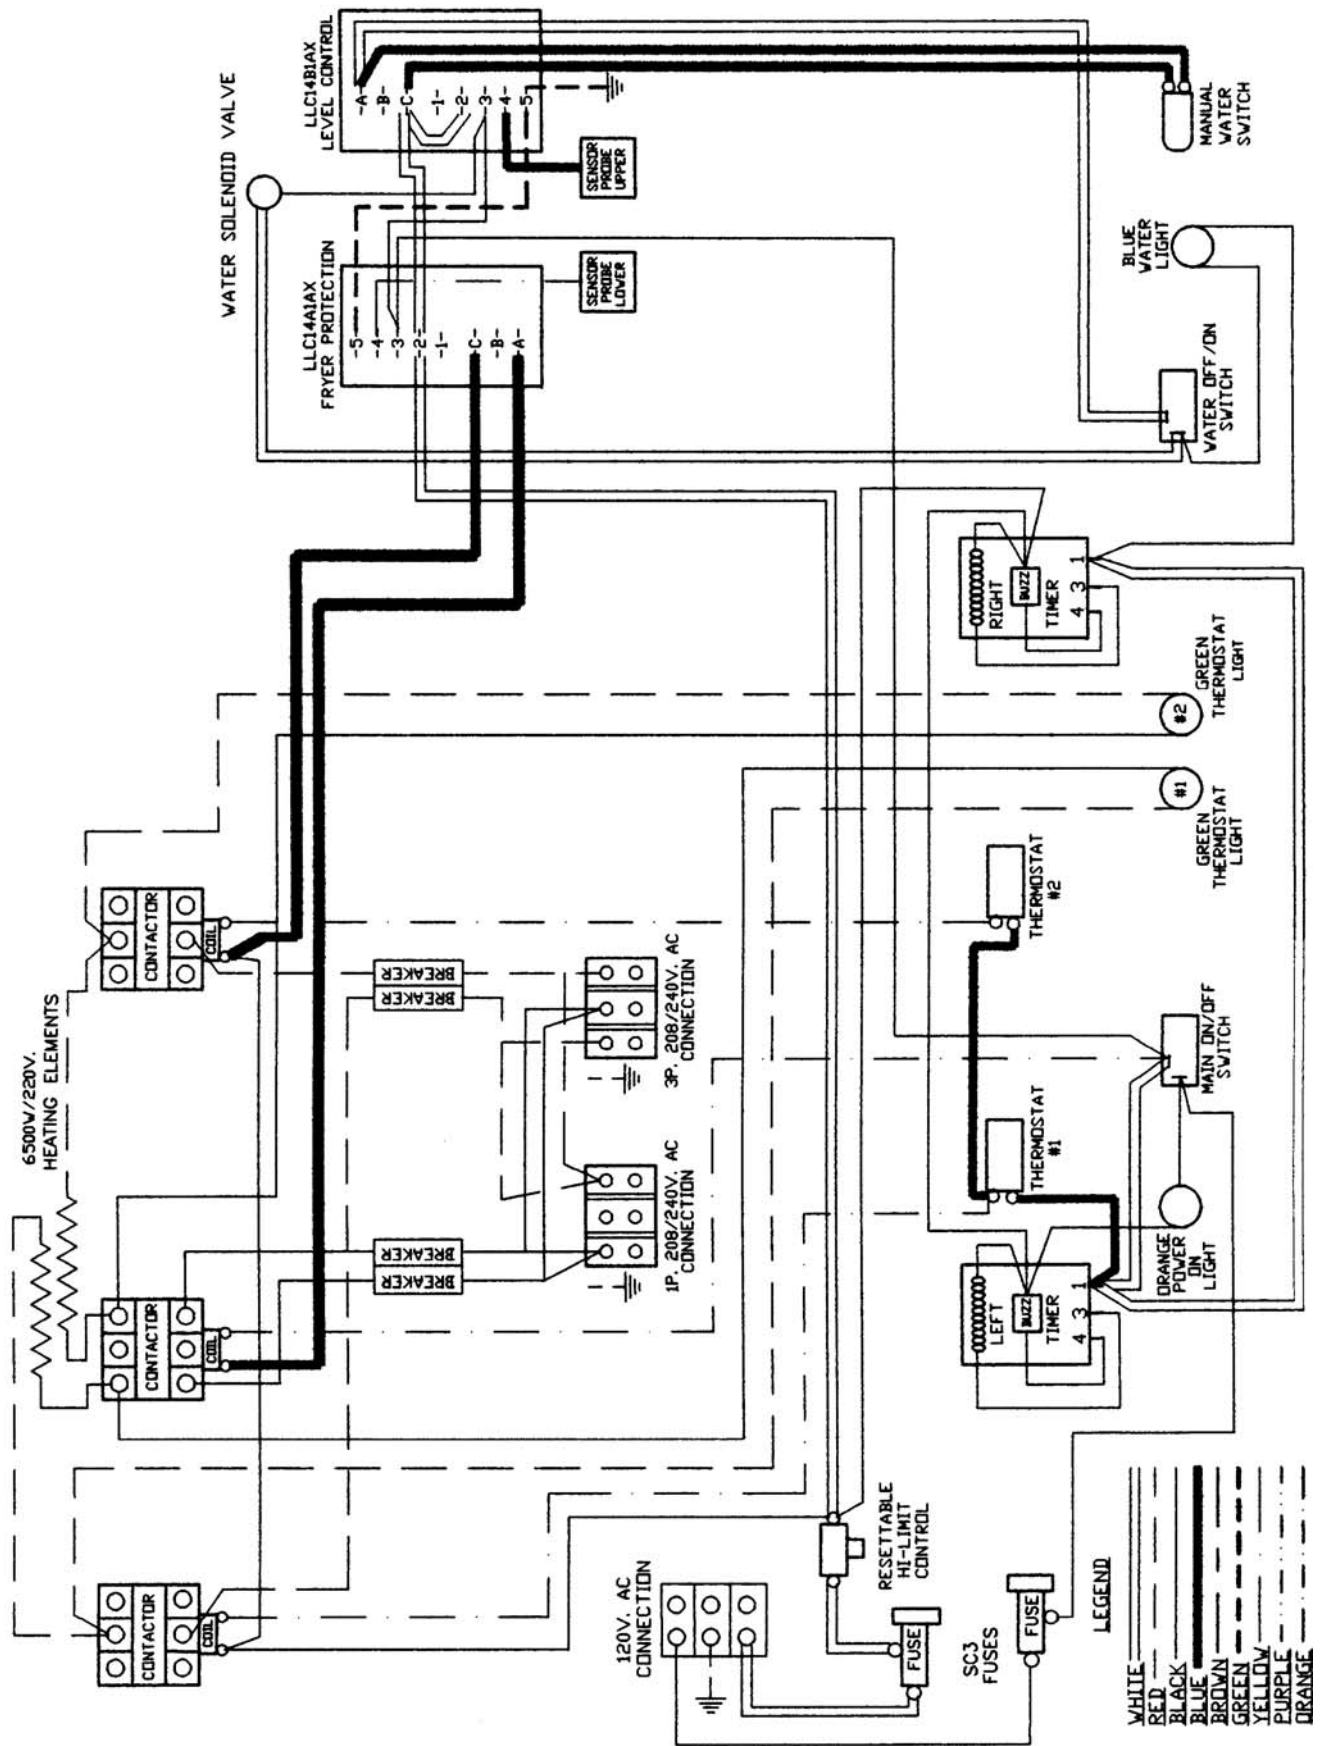 WATER SOLENOID VALVE
LLC14B1AX
LEVEL CONTROL
-A-
-B-
-C-
-1-
-2-
-3-
-4-
-5-
SENSOR
PROBE
UPPER
MANUAL
WATER
SWITCH
LLC14A1AX
FRYER PROTECTION
-5-
-4-
-3-
-2-
-1-
-C-
-B-
-A-
SENSOR
PROBE
LOWER
BLUE
WATER
LIGHT
WATER OFF/ON
SWITCH
RIGHT
BUZZ
TIMER
4 3 1
#2
GREEN
THERMOSTAT
LIGHT
#1
GREEN
THERMOSTAT
LIGHT
6500W/220V.
HEATING ELEMENTS
CONTACTOR
COIL
BREAKER
BREAKER
3P. 208/240V. AC
CONNECTION
THERMOSTAT
#2
MAIN ON/OFF
SWITCH
CONTACTOR
COIL
BREAKER
BREAKER
1P. 208/240V. AC
CONNECTION
THERMOSTAT
#1
ORANGE
POWER
ON
LIGHT
LEFT
BUZZ
TIMER
4 3 1
CONTACTOR
COIL
120V. AC
CONNECTION
RESETTABLE
HI-LIMIT
CONTROL
FUSE
SC3
FUSES
FUSE
LEGEND
WHITE
RED
BLACK
BLUE
BROWN
GREEN
YELLOW
PURPLE
ORANGE